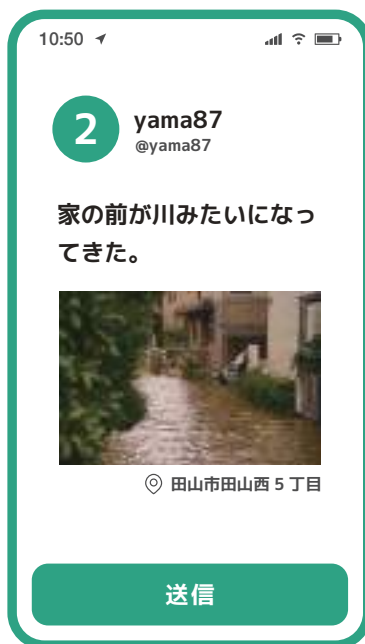 10:50
2
yama87
@yama87
家の前が川みたいになっ
てきた。
田山市田山西 5 丁目
送信